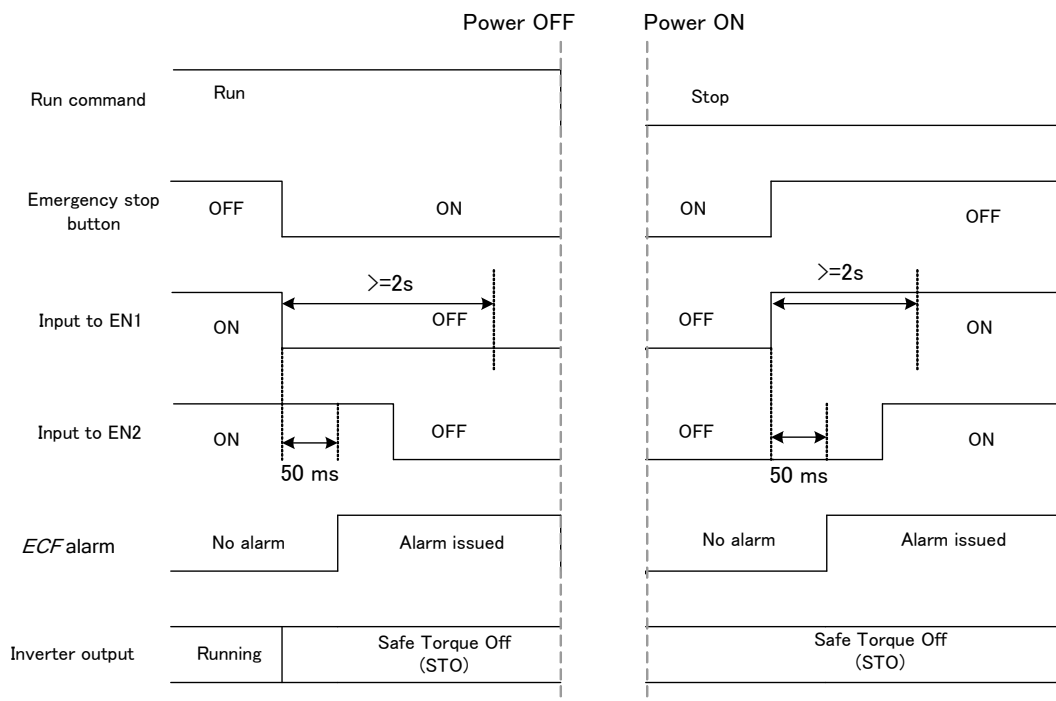 Power OFF
Power ON
Run command
Run
Stop
Emergency stop
button
OFF
ON
ON
OFF
>=2s
>=2s
Input to EN1
ON
OFF
OFF
ON
Input to EN2
ON
OFF
OFF
ON
50 ms
50 ms
ECF alarm
No alarm
Alarm issued
No alarm
Alarm issued
Inverter output
Running
Safe Torque Off
(STO)
Safe Torque Off
(STO)